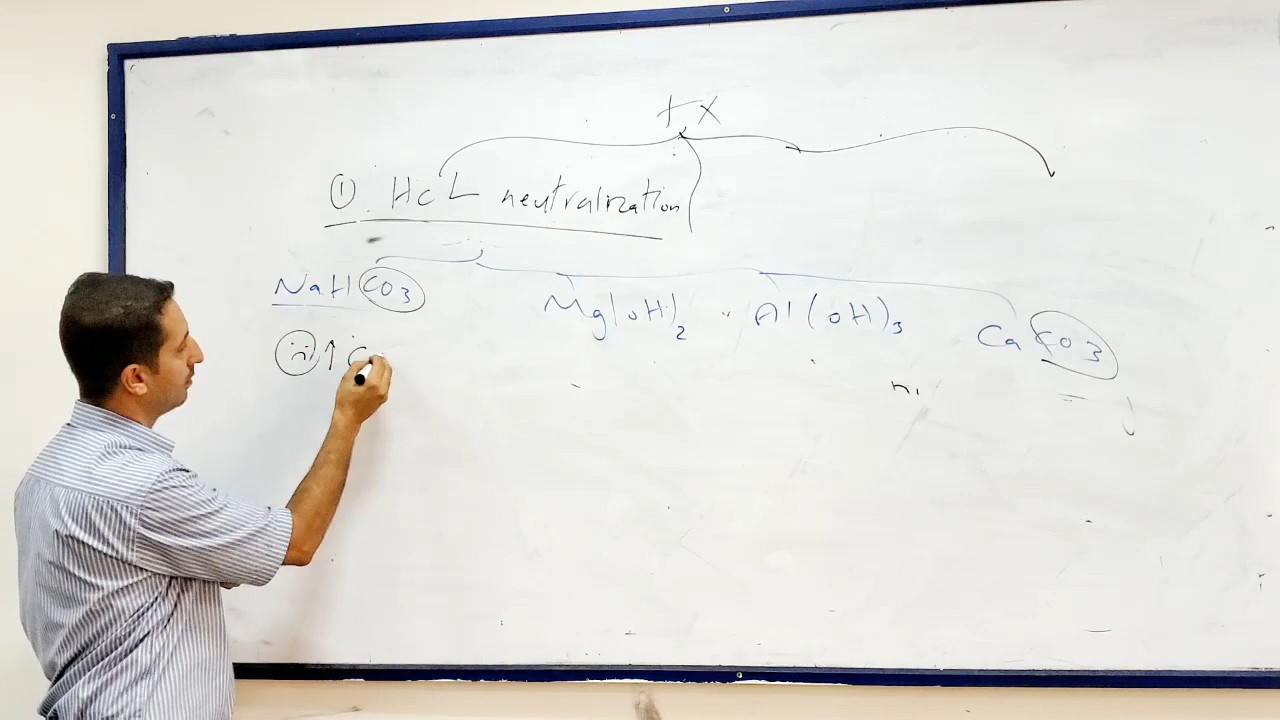 +x
① HCL neutralization
NaHCO3 Mg(OH)2 . Al(OH)3 CaCO3
↑ C